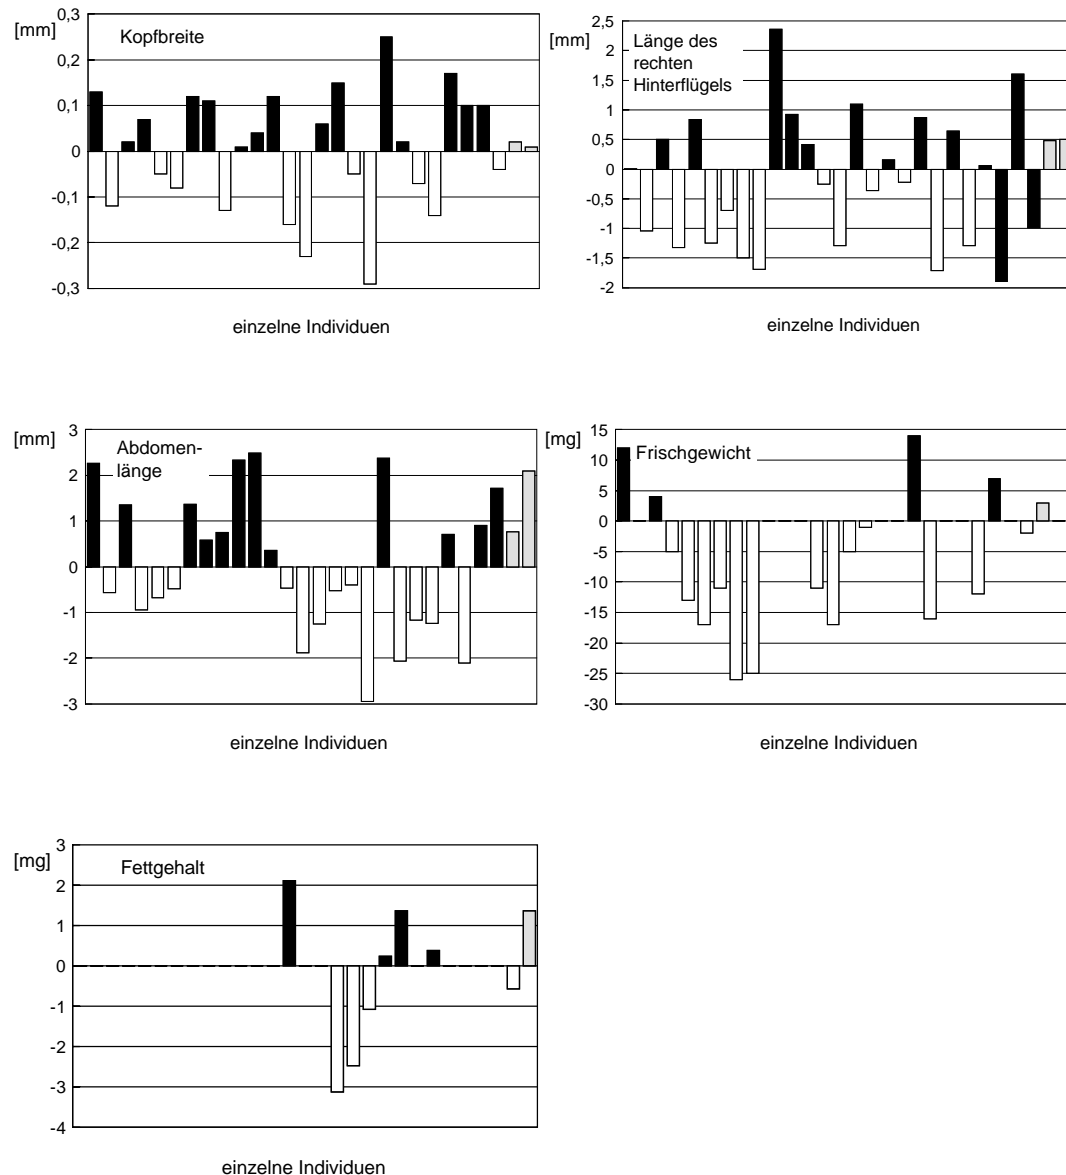 [mm]
Kopfbreite
0,3
0,2
0,1
0
-0,1
-0,2
-0,3
einzelne Individuen
[mm]
Länge des
rechten
Hinterflügels
2,5
2
1,5
1
0,5
0
-0,5
-1
-1,5
-2
einzelne Individuen
[mm]
Abdomen-
länge
3
2
1
0
-1
-2
-3
einzelne Individuen
[mg]
Frischgewicht
15
10
5
0
-5
-10
-15
-20
-25
-30
einzelne Individuen
[mg]
Fettgehalt
3
2
1
0
-1
-2
-3
-4
einzelne Individuen